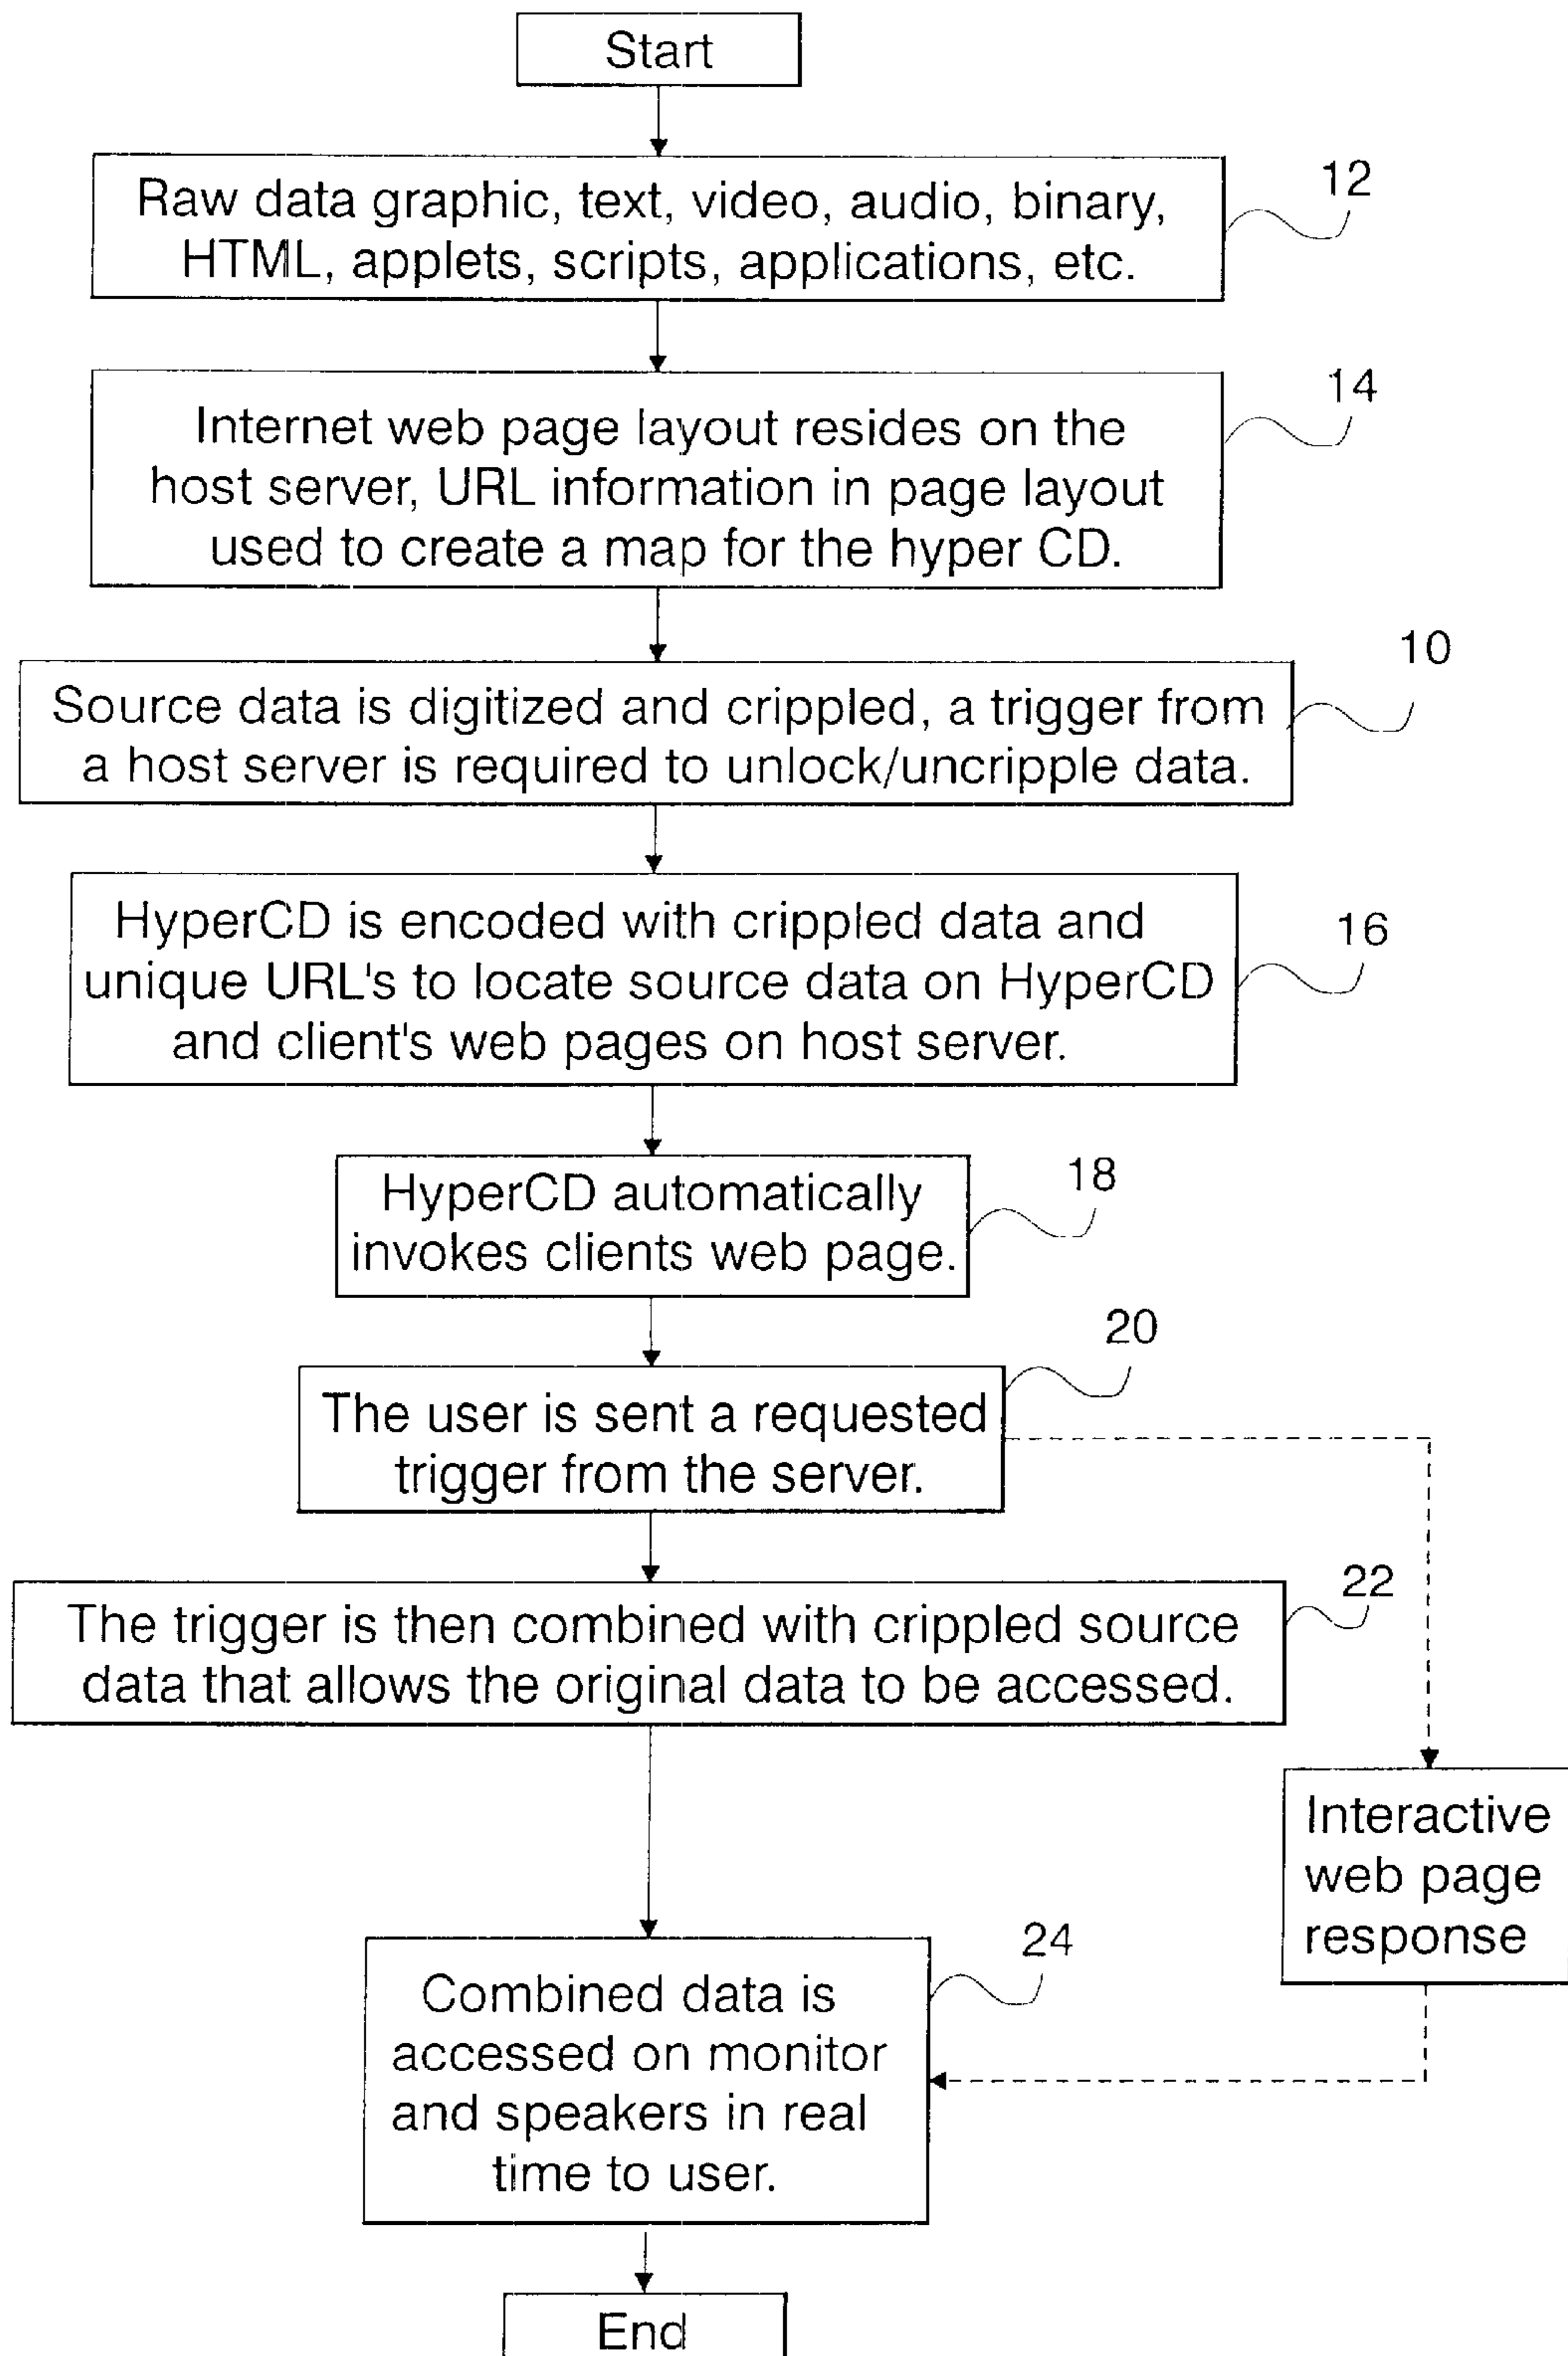 Start
12
Raw data graphic, text, video, audio, binary,
HTML, applets, scripts, applications, etc.
14
Internet web page layout resides on the
host server, URL information in page layout
used to create a map for the hyper CD.
10
Source data is digitized and crippled, a trigger from
a host server is required to unlock/uncripple data.
16
HyperCD is encoded with crippled data and
unique URL's to locate source data on HyperCD
and client's web pages on host server.
18
HyperCD automatically
invokes clients web page.
20
The user is sent a requested
trigger from the server.
22
The trigger is then combined with crippled source
data that allows the original data to be accessed.
Interactive
web page
response
24
Combined data is
accessed on monitor
and speakers in real
time to user.
End